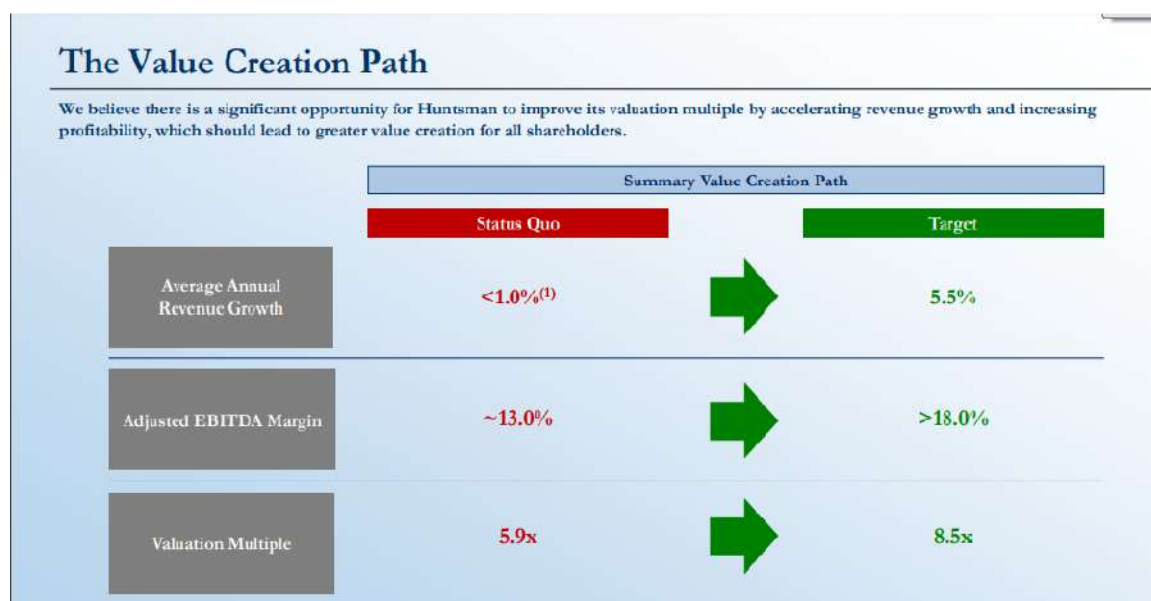 The Value Creation Path
We believe there is a significant opportunity for Huntsman to improve its valuation multiple by accelerating revenue growth and increasing
profitability, which should lead to greater value creation for all shareholders.
Summary Value Creation Path
Status Quo
Target
Average Annual
Revenue Growth
<1.0%(1)
5.5%
Adjusted EBITDA Margin
~13.0%
>18.0%
Valuation Multiple
5.9x
8.5x